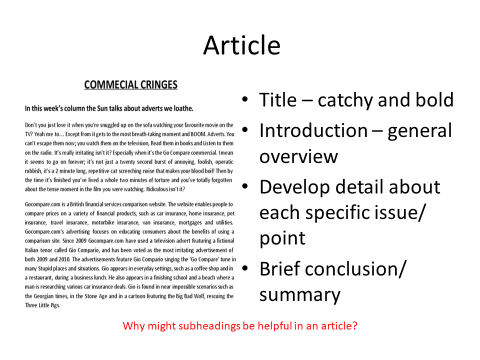 Article
COMMECIAL CRINGES
In this week's column the Sun talks about adverts we loathe.
Don't you just love it when you're snuggled up on the sofa watching your favourite movie on the
TV? Yeah me to... Except from it gets to the most breath-taking moment and BOOM. Adverts. You
can't escape them now; you watch them on the television, Read them in books and Listen to them
on the radio. It's really irritating isn't it? Especially when it's the Go Compare commercial. I mean
it seems to go on forever; it's not just a twenty second burst of annoying, foolish, operatic
rubbish, it's a 2 minute long, repetitive cat screeching noise that makes your blood boil! Then by
the time it's finished you've lived a whole two minutes of torture and you've totally forgotten
about the tense moment in the film you were watching. Ridiculous isn't it?
Gocompare.com is a British financial services comparison website. The website enables people to
compare prices on a variety of financial products, such as car insurance, home insurance, pet
insurance, travel insurance, motorbike insurance, van insurance, mortgages and utilities.
Gocompare.com's advertising focuses on educating consumers about the benefits of using a
comparison site. Since 2009 Gocompare.com have used a television advert featuring a fictional
Italian tenor called Gio Compario, and has been voted as the most irritating advertisement of
both 2009 and 2010. The advertisements feature Gio Compario singing the 'Go Compare' tune in
many Stupid places and situations. Gio appears in everyday settings, such as a coffee shop and in
a restaurant, during a business lunch. He also appears in a finishing school and a beach where a
man is researching various car insurance deals. Gio is found in near impossible scenarios such as
the Georgian times, in the Stone Age and in a cartoon featuring the Big Bad Wolf, rescuing the
Three Little Pigs.
• Title – catchy and bold
• Introduction – general
overview
• Develop detail about
each specific issue/
point
• Brief conclusion/
summary
Why might subheadings be helpful in an article?